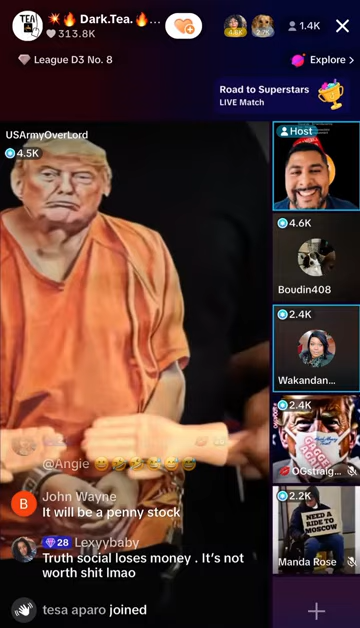 TEA
💥🔥 Dark.Tea. 🔥...
313.8K
4.6K
1.4K
League D3 No. 8
Explore >
Road to Superstars
LIVE Match
USArmyOverLord
4.5K
Host
4.6K
Boudin408
2.4K
Wakandan...
2.4K
💋 OGstraig...
2.2K
NEED A
RIDE TO
MOSCOW
Manda Rose
@Angie 😀🤣🤣😂😂😂
B
John Wayne
It will be a penny stock
28 Lexyybaby
Truth social loses money . It's not
worth shit lmao
tesa aparo joined